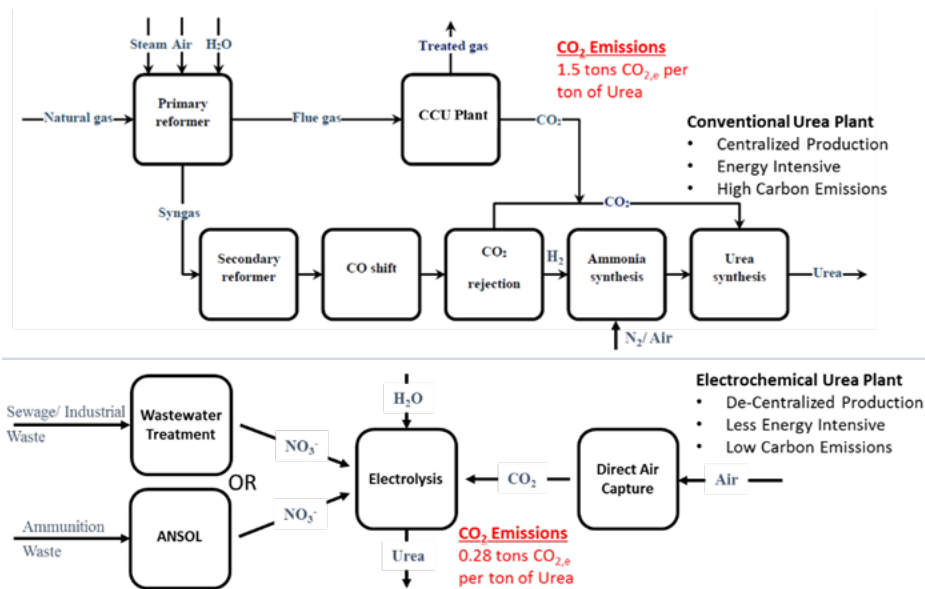 Steam Air H₂O
Treated gas
CO₂ Emissions
1.5 tons CO₂,e per
ton of Urea
Natural gas
Primary
reformer
Flue gas
CCU Plant
CO₂
Conventional Urea Plant
• Centralized Production
• Energy Intensive
• High Carbon Emissions
Syngas
CO₂
Secondary
reformer
CO shift
CO₂
rejection
H₂
Ammonia
synthesis
Urea
synthesis
Urea
N₂/ Air
Electrochemical Urea Plant
• De-Centralized Production
• Less Energy Intensive
• Low Carbon Emissions
Sewage/ Industrial
Waste
Wastewater
Treatment
NO₃⁻
H₂O
OR
Electrolysis
CO₂
Direct Air
Capture
Air
Ammunition
Waste
ANSOL
NO₃⁻
Urea
CO₂ Emissions
0.28 tons CO₂,e
per ton of Urea